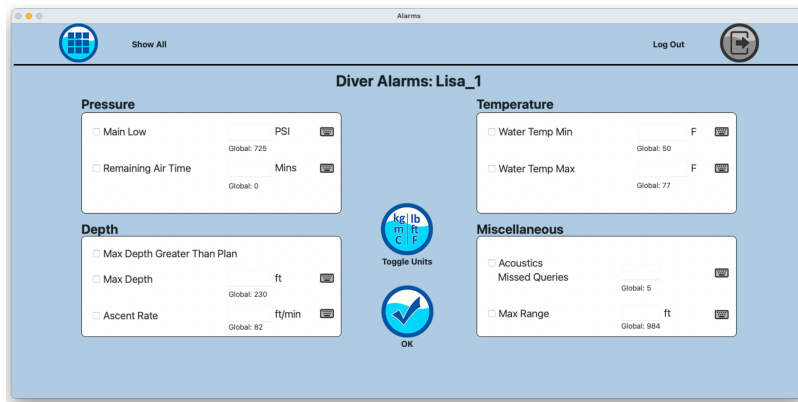 Alarms
Show All
Log Out
Diver Alarms: Lisa_1
Pressure
Main Low PSI
Global: 725
Remaining Air Time Mins
Global: 0
Temperature
Water Temp Min F
Global: 50
Water Temp Max F
Global: 77
Depth
Max Depth Greater Than Plan
Max Depth ft
Global: 230
Ascent Rate ft/min
Global: 82
kg lb
m ft
C F
Toggle Units
OK
Miscellaneous
Acoustics
Missed Queries
Global: 5
Max Range ft
Global: 984